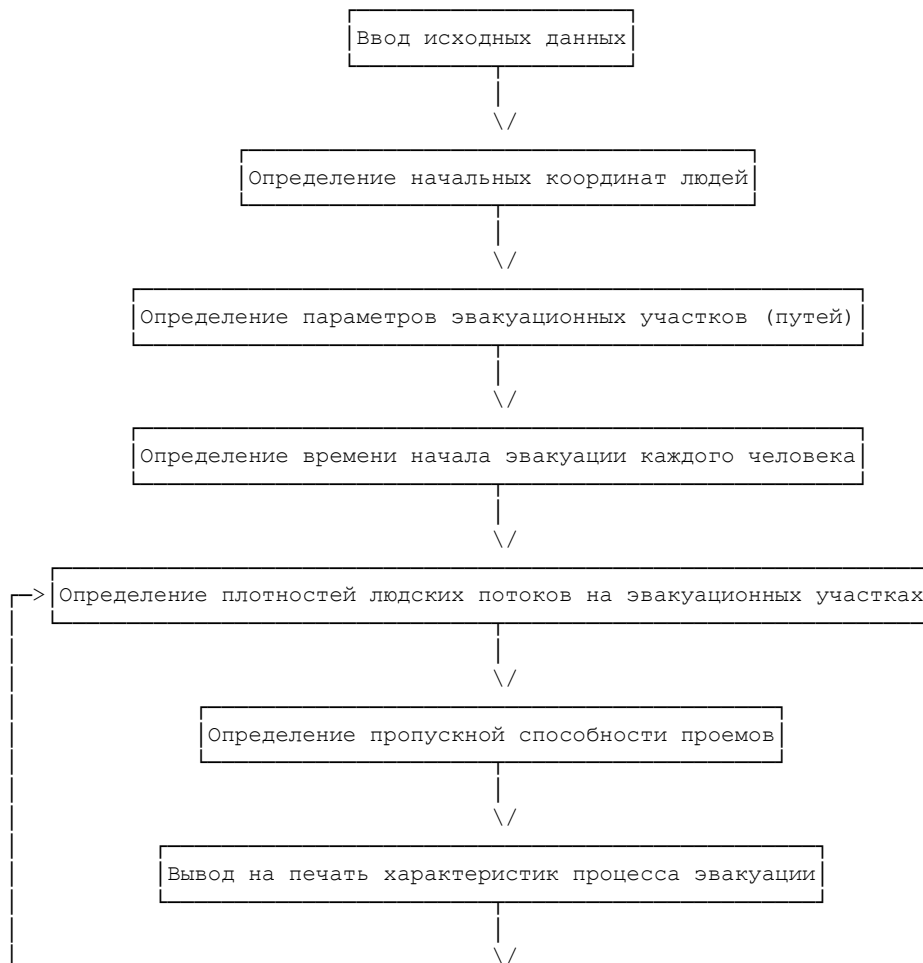 Ввод исходных данных
Определение начальных координат людей
Определение параметров эвакуационных участков (путей)
Определение времени начала эвакуации каждого человека
Определение плотностей людских потоков на эвакуационных участках
Определение пропускной способности проемов
Вывод на печать характеристик процесса эвакуации